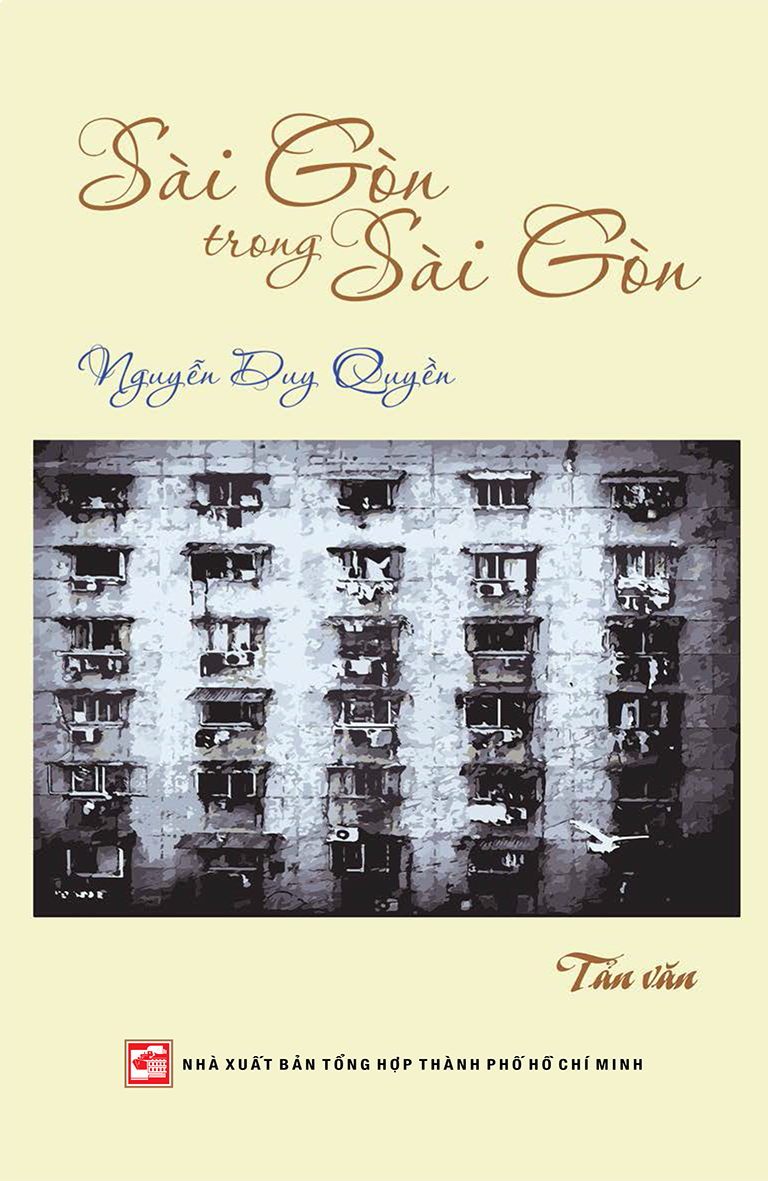 Sài Gòn
trong Sài Gòn
Nguyễn Duy Quyền
Tản văn
NHÀ XUẤT BẢN TỔNG HỢP THÀNH PHỐ HỒ CHÍ MINH